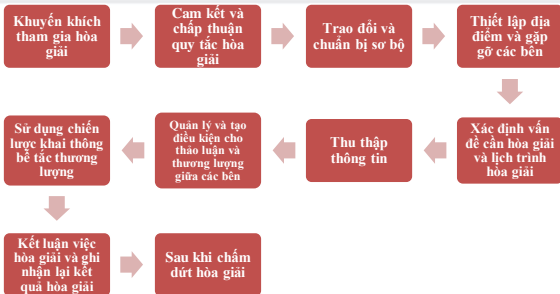 Khuyến khích
tham gia hòa
giải
Cam kết và
chấp thuận
quy tắc hòa
giải
Trao đổi và
chuẩn bị sơ bộ
Thiết lập địa
điểm và gặp
gỡ các bên
Xác định vấn
đề cần hòa giải
và lịch trình
hòa giải
Thu thập
thông tin
Quản lý và tạo
điều kiện cho
thảo luận và
thương lượng
giữa các bên
Sử dụng chiến
lược khai thông
bế tắc thương
lượng
Kết luận việc
hòa giải và ghi
nhận lại kết
quả hòa giải
Sau khi chấm
dứt hòa giải